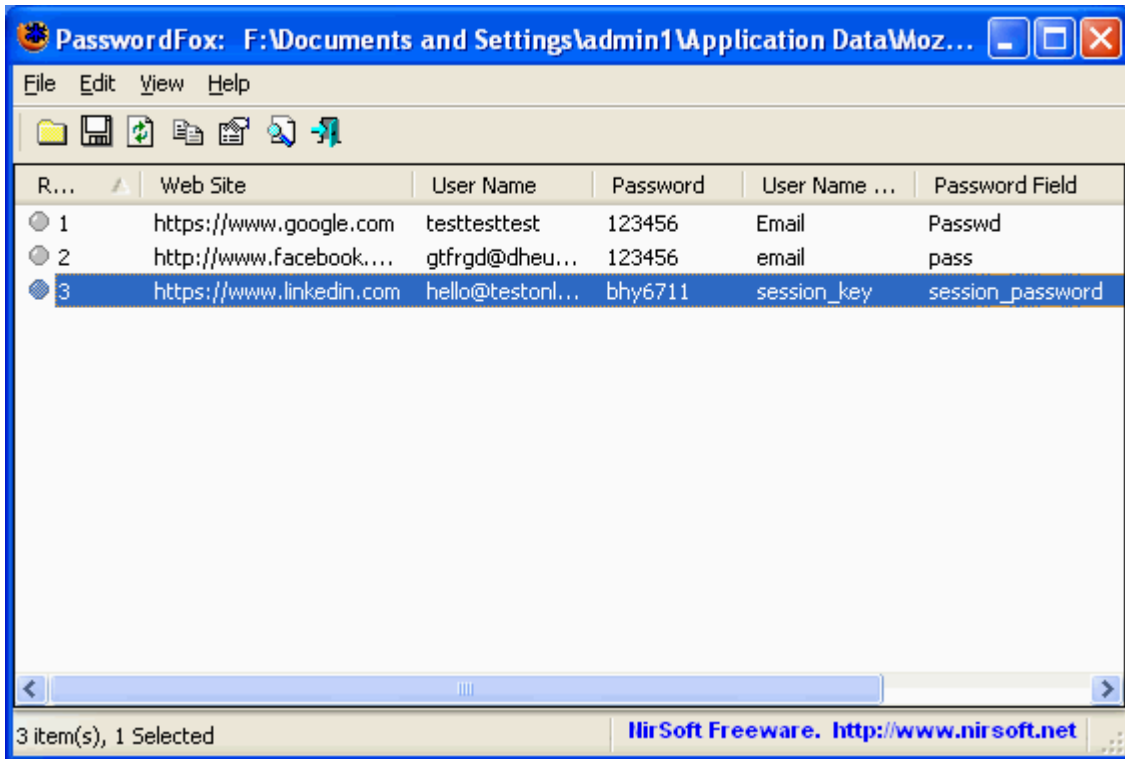 PasswordFox: F:\Documents and Settings\admin1\Application Data\Moz...
File Edit View Help
R... Web Site User Name Password User Name ... Password Field
1 https://www.google.com testtesttest 123456 Email Passwd
2 http://www.facebook.... gtfrgd@dheu... 123456 email pass
3 https://www.linkedin.com hello@testonl... bhy6711 session_key session_password
3 item(s), 1 Selected NirSoft Freeware. http://www.nirsoft.net